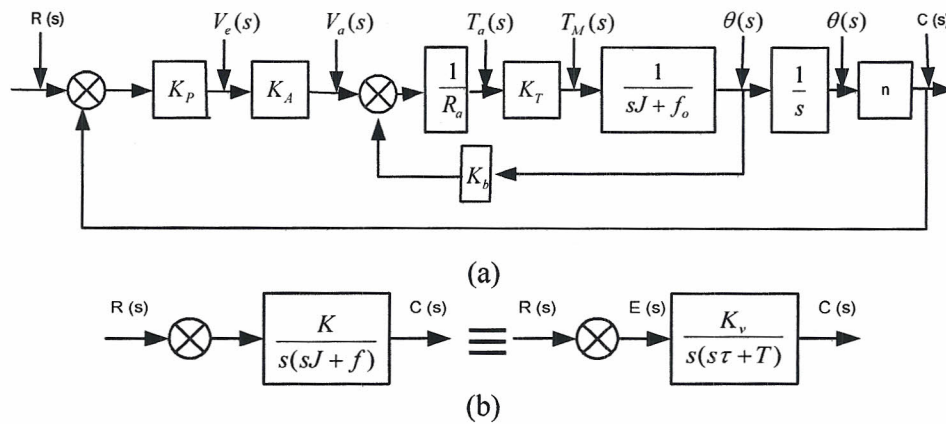 R (s) V_e(s) V_a(s) T_a(s) T_M(s) θ(s) θ(s) C (s)
K_P K_A 1/R_a K_T 1/(sJ + f_o) 1/s n
K_b
(a)
R (s) K/(s(sJ + f)) C (s) ≡ R (s) E (s) K_v/(s(sτ + T)) C (s)
(b)